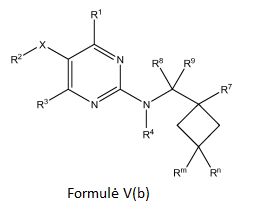 R¹
R⁸ R⁹
X
R² N R⁷
R³ N N
R⁴
Rᵐ Rⁿ
Formulė V(b)